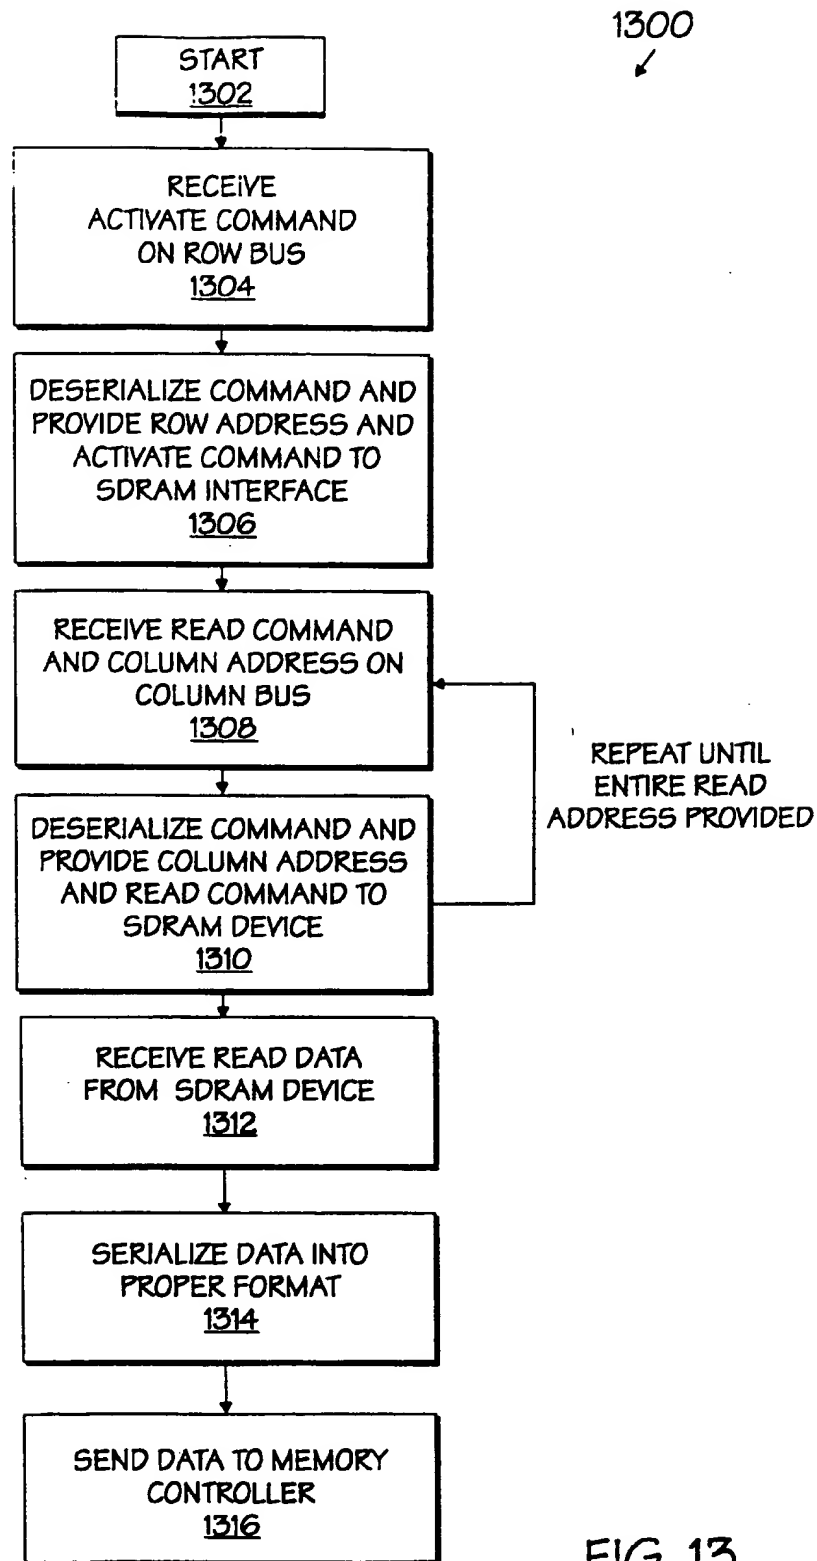 1300
START
1302
RECEIVE
ACTIVATE COMMAND
ON ROW BUS
1304
DESERIALIZE COMMAND AND
PROVIDE ROW ADDRESS AND
ACTIVATE COMMAND TO
SDRAM INTERFACE
1306
RECEIVE READ COMMAND
AND COLUMN ADDRESS ON
COLUMN BUS
1308
REPEAT UNTIL
ENTIRE READ
ADDRESS PROVIDED
DESERIALIZE COMMAND AND
PROVIDE COLUMN ADDRESS
AND READ COMMAND TO
SDRAM DEVICE
1310
RECEIVE READ DATA
FROM SDRAM DEVICE
1312
SERIALIZE DATA INTO
PROPER FORMAT
1314
SEND DATA TO MEMORY
CONTROLLER
1316
FIG. 13